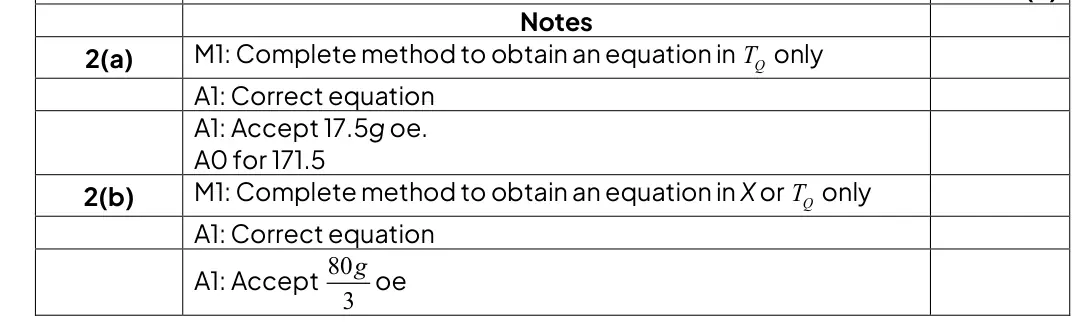 Notes
2(a) M1: Complete method to obtain an equation in T_Q only
A1: Correct equation
A1: Accept 17.5g oe.
A0 for 171.5
2(b) M1: Complete method to obtain an equation in X or T_Q only
A1: Correct equation
A1: Accept 80g/3 oe